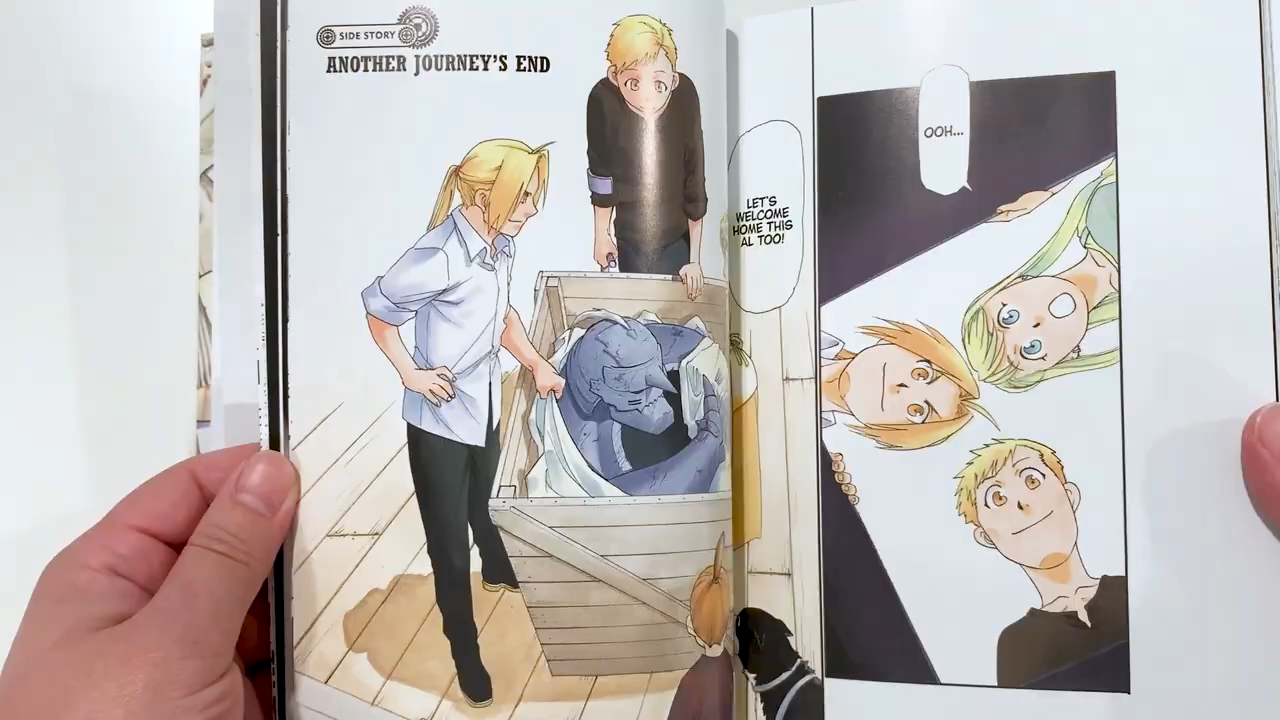 SIDE STORY
ANOTHER JOURNEY'S END
LET'S
WELCOME
HOME THIS
AL TOO!
OOH...